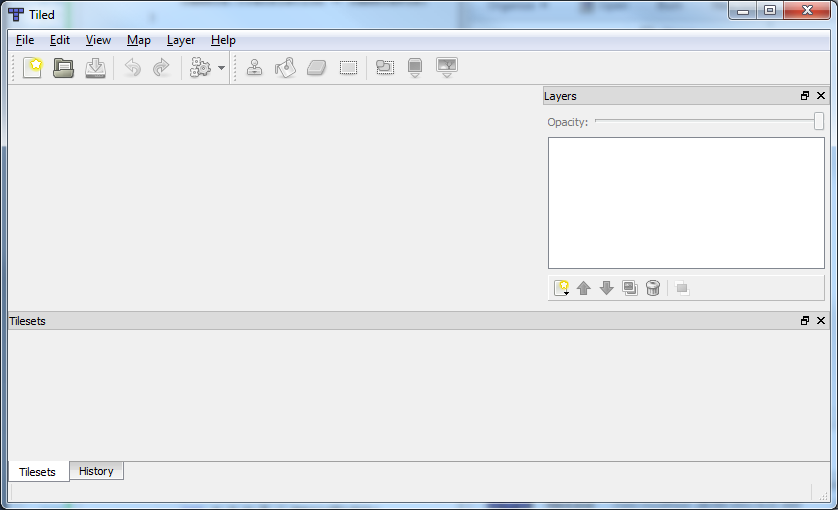 Tiled
File Edit View Map Layer Help
Layers
Opacity:
Tilesets
Tilesets History